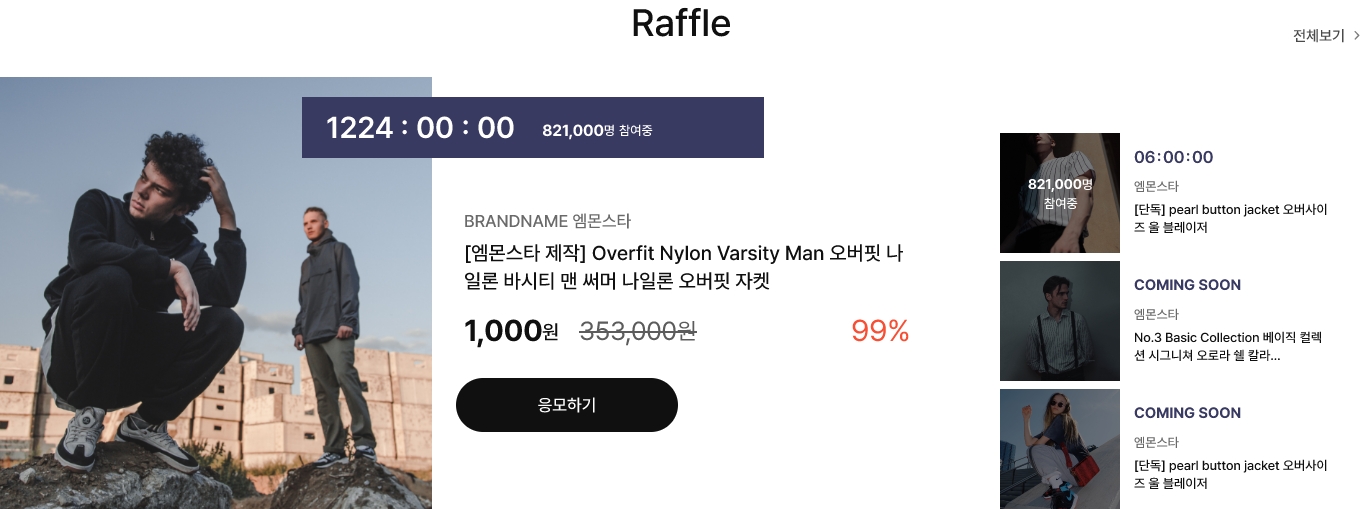 Raffle
전체보기
1224 : 00 : 00 821,000명 참여중
BRANDNAME 엠몬스타
[엠몬스타 제작] Overfit Nylon Varsity Man 오버핏 나
일론 바시티 맨 써머 나일론 오버핏 자켓
1,000원 353,000원 99%
응모하기
821,000명
참여중
06:00:00
엠몬스타
[단독] pearl button jacket 오버사이
즈 울 블레이저
COMING SOON
엠몬스타
No.3 Basic Collection 베이직 컬렉
션 시그니쳐 오로라 쉘 칼라...
COMING SOON
엠몬스타
[단독] pearl button jacket 오버사이
즈 울 블레이저